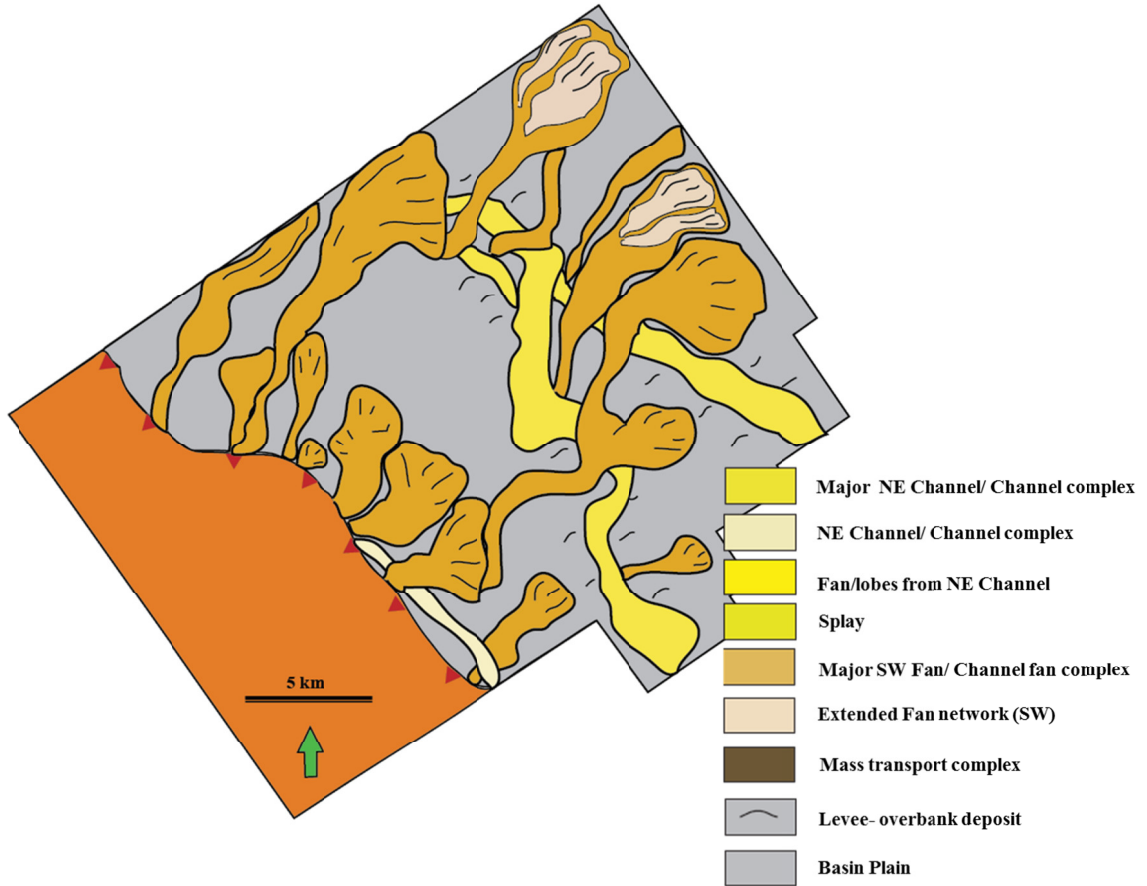 Major NE Channel/ Channel complex
NE Channel/ Channel complex
Fan/lobes from NE Channel
Splay
Major SW Fan/ Channel fan complex
5 km
Extended Fan network (SW)
Mass transport complex
Levee- overbank deposit
Basin Plain